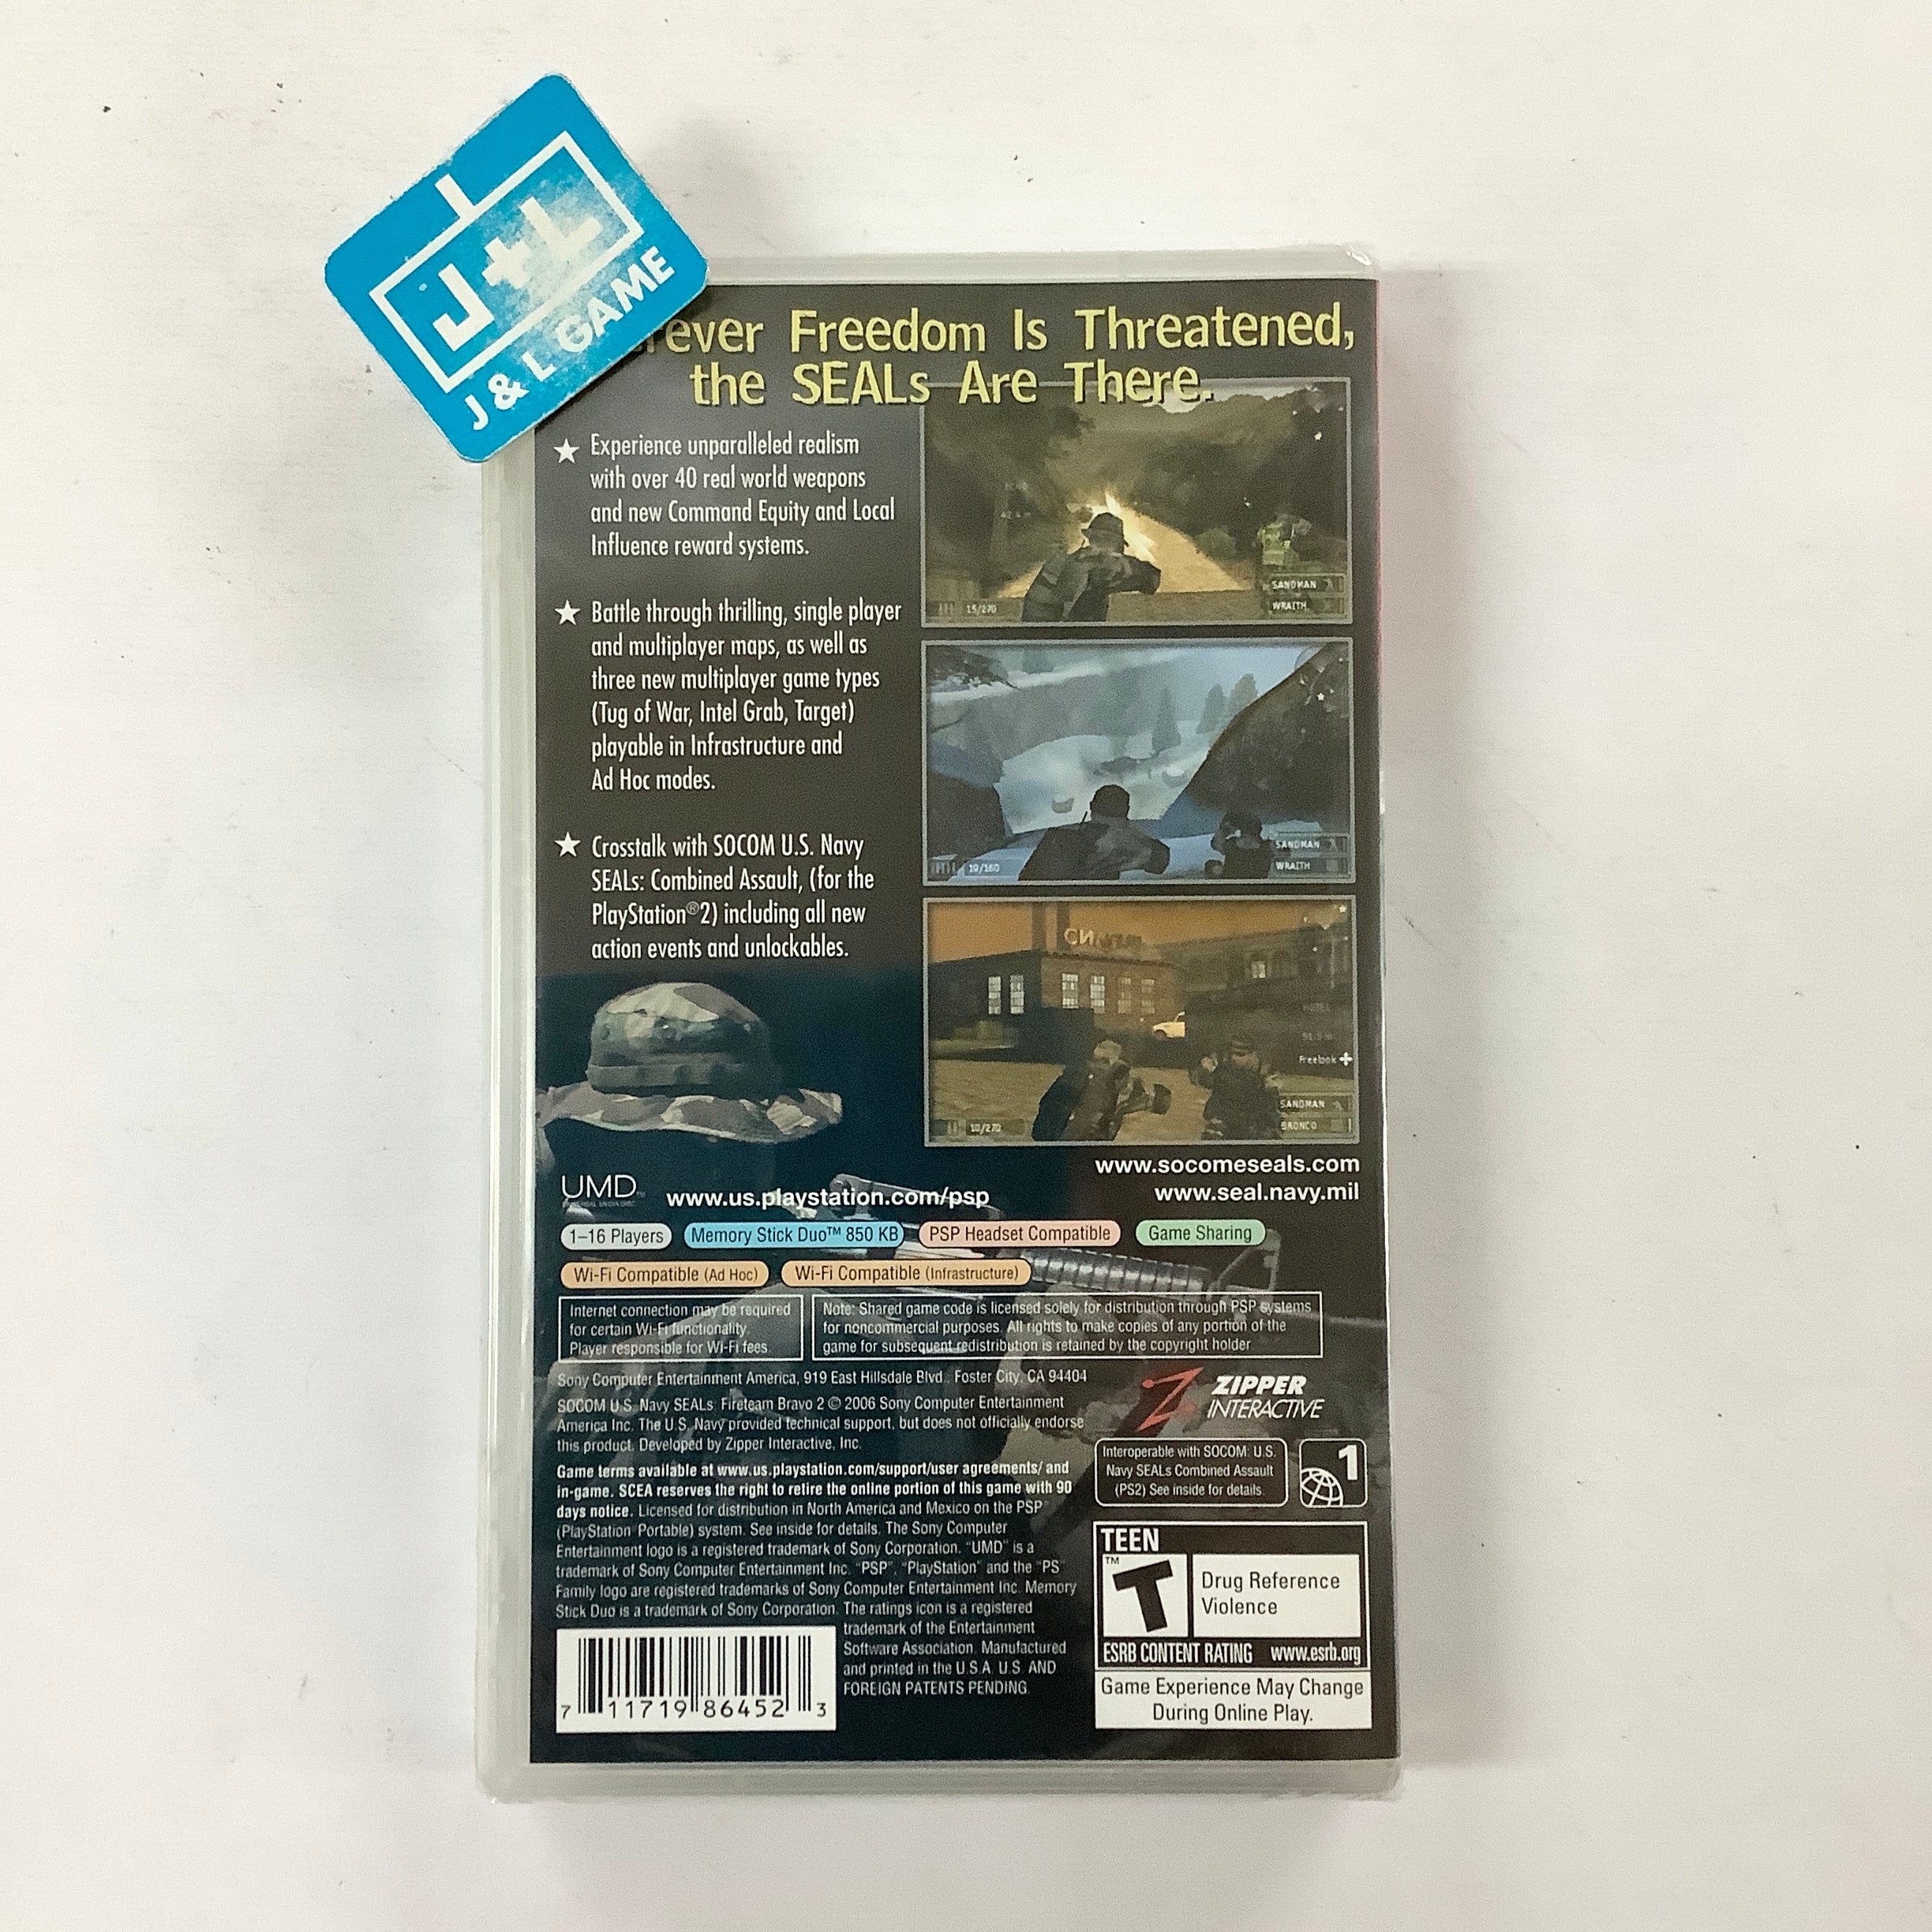 J+L
J & L GAME
Freedom Is Threatened,
the SEALs Are There.
★ Experience unparalleled realism
with over 40 real world weapons
and new Command Equity and Local
Influence reward systems.
★ Battle through thrilling, single player
and multiplayer maps, as well as
three new multiplayer game types
(Tug of War, Intel Grab, Target)
playable in Infrastructure and
Ad Hoc modes.
★ Crosstalk with SOCOM U.S. Navy
SEALs: Combined Assault, (for the
PlayStation®2) including all new
action events and unlockables.
15/270
SANDMAN
WRAITH
19/160
SANDMAN
WRAITH
HOTEL
Freelook
SANDMAN
BRONCO
10/270
www.socomeseals.com
www.seal.navy.mil
UMD
www.us.playstation.com/psp
1–16 Players
Memory Stick Duo™ 850 KB
PSP Headset Compatible
Game Sharing
Wi-Fi Compatible (Ad Hoc)
Wi-Fi Compatible (Infrastructure)
Internet connection may be required
for certain Wi-Fi functionality.
Player responsible for Wi-Fi fees.
Note: Shared game code is licensed solely for distribution through PSP systems
for noncommercial purposes. All rights to make copies of any portion of the
game for subsequent redistribution is retained by the copyright holder
Sony Computer Entertainment America, 919 East Hillsdale Blvd., Foster City, CA 94404
SOCOM U.S. Navy SEALs: Fireteam Bravo 2 © 2006 Sony Computer Entertainment
America Inc. The U.S. Navy provided technical support, but does not officially endorse
this product. Developed by Zipper Interactive, Inc.
Game terms available at www.us.playstation.com/support/user agreements/ and
in-game. SCEA reserves the right to retire the online portion of this game with 90
days notice. Licensed for distribution in North America and Mexico on the PSP™
(PlayStation Portable) system. See inside for details. The Sony Computer
Entertainment logo is a registered trademark of Sony Corporation. "UMD" is a
trademark of Sony Computer Entertainment Inc. "PSP", "PlayStation" and the "PS"
Family logo are registered trademarks of Sony Computer Entertainment Inc. Memory
Stick Duo is a trademark of Sony Corporation. The ratings icon is a registered
trademark of the Entertainment
Software Association. Manufactured
and printed in the U.S.A. U.S. AND
FOREIGN PATENTS PENDING.
ZIPPER
INTERACTIVE
Interoperable with SOCOM: U.S.
Navy SEALs Combined Assault
(PS2) See inside for details.
1
TEEN
T™
Drug Reference
Violence
ESRB CONTENT RATING www.esrb.org
Game Experience May Change
During Online Play.
7 11719 86452 3